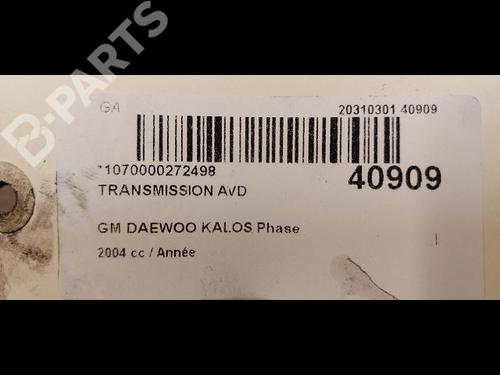 B-PARTS
GA
20310301 40909
*1070000272498
40909
TRANSMISSION AVD
GM DAEWOO KALOS Phase
2004 cc / Année